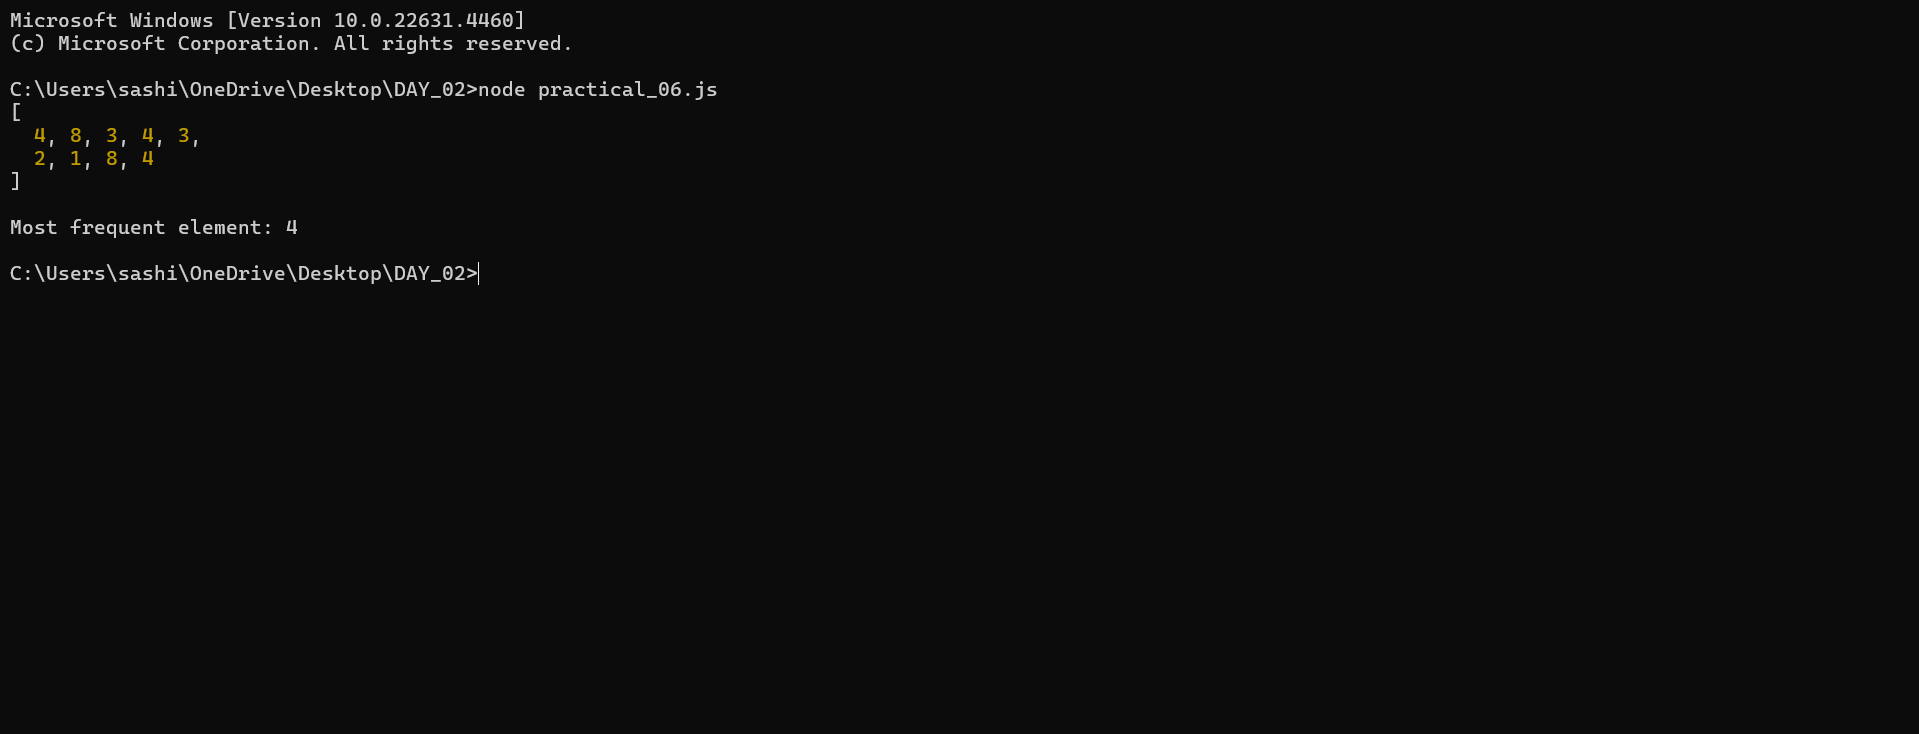 Microsoft Windows [Version 10.0.22631.4460]
(c) Microsoft Corporation. All rights reserved.
C:\Users\sashi\OneDrive\Desktop\DAY_02>node practical_06.js
[
  4, 8, 3, 4, 3,
  2, 1, 8, 4
]
Most frequent element: 4
C:\Users\sashi\OneDrive\Desktop\DAY_02>